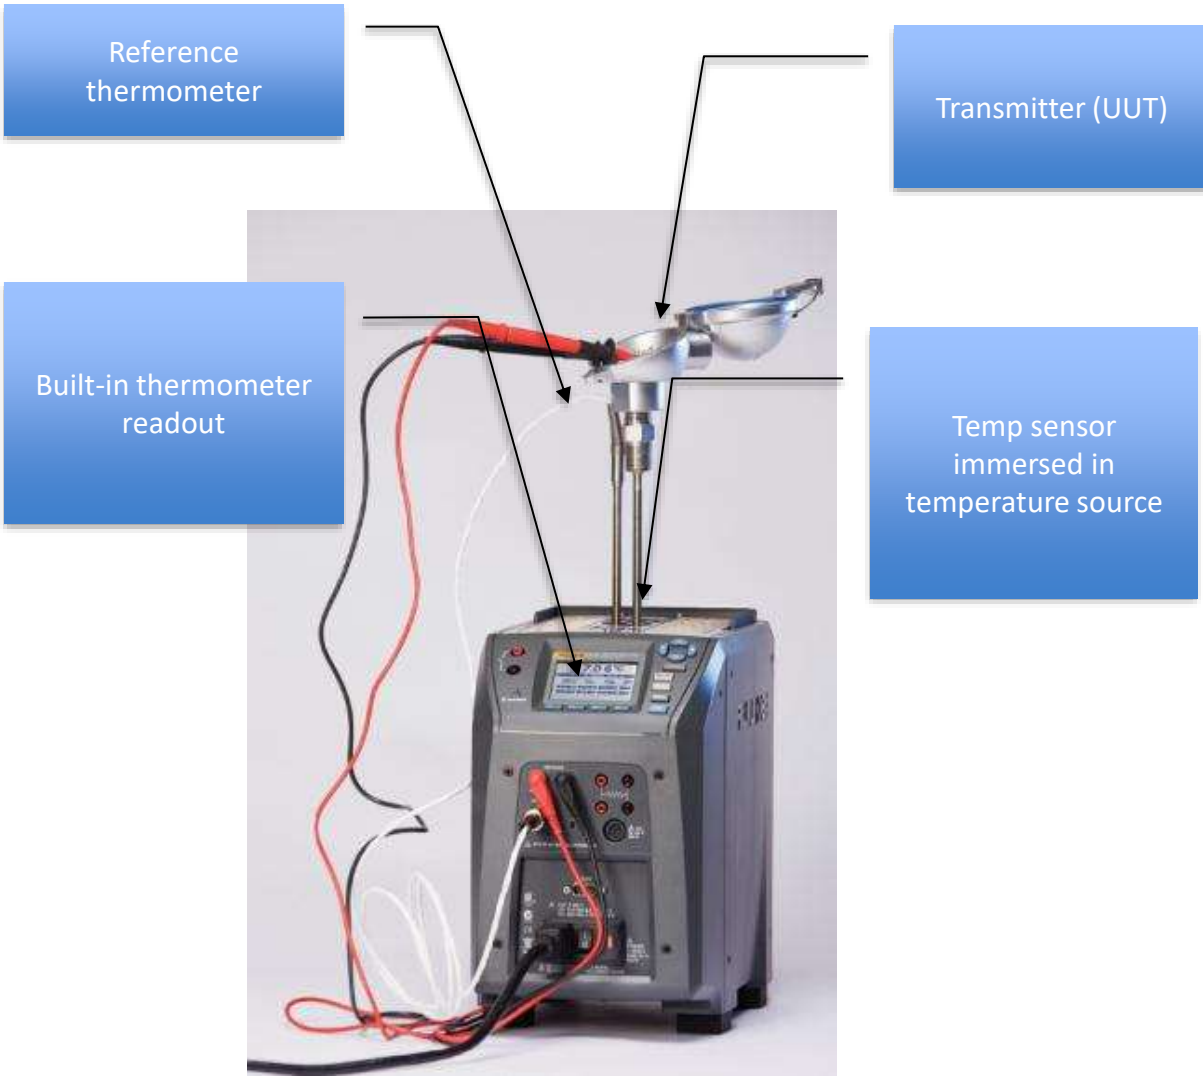 Reference
thermometer
Transmitter (UUT)
Built-in thermometer
readout
Temp sensor
immersed in
temperature source